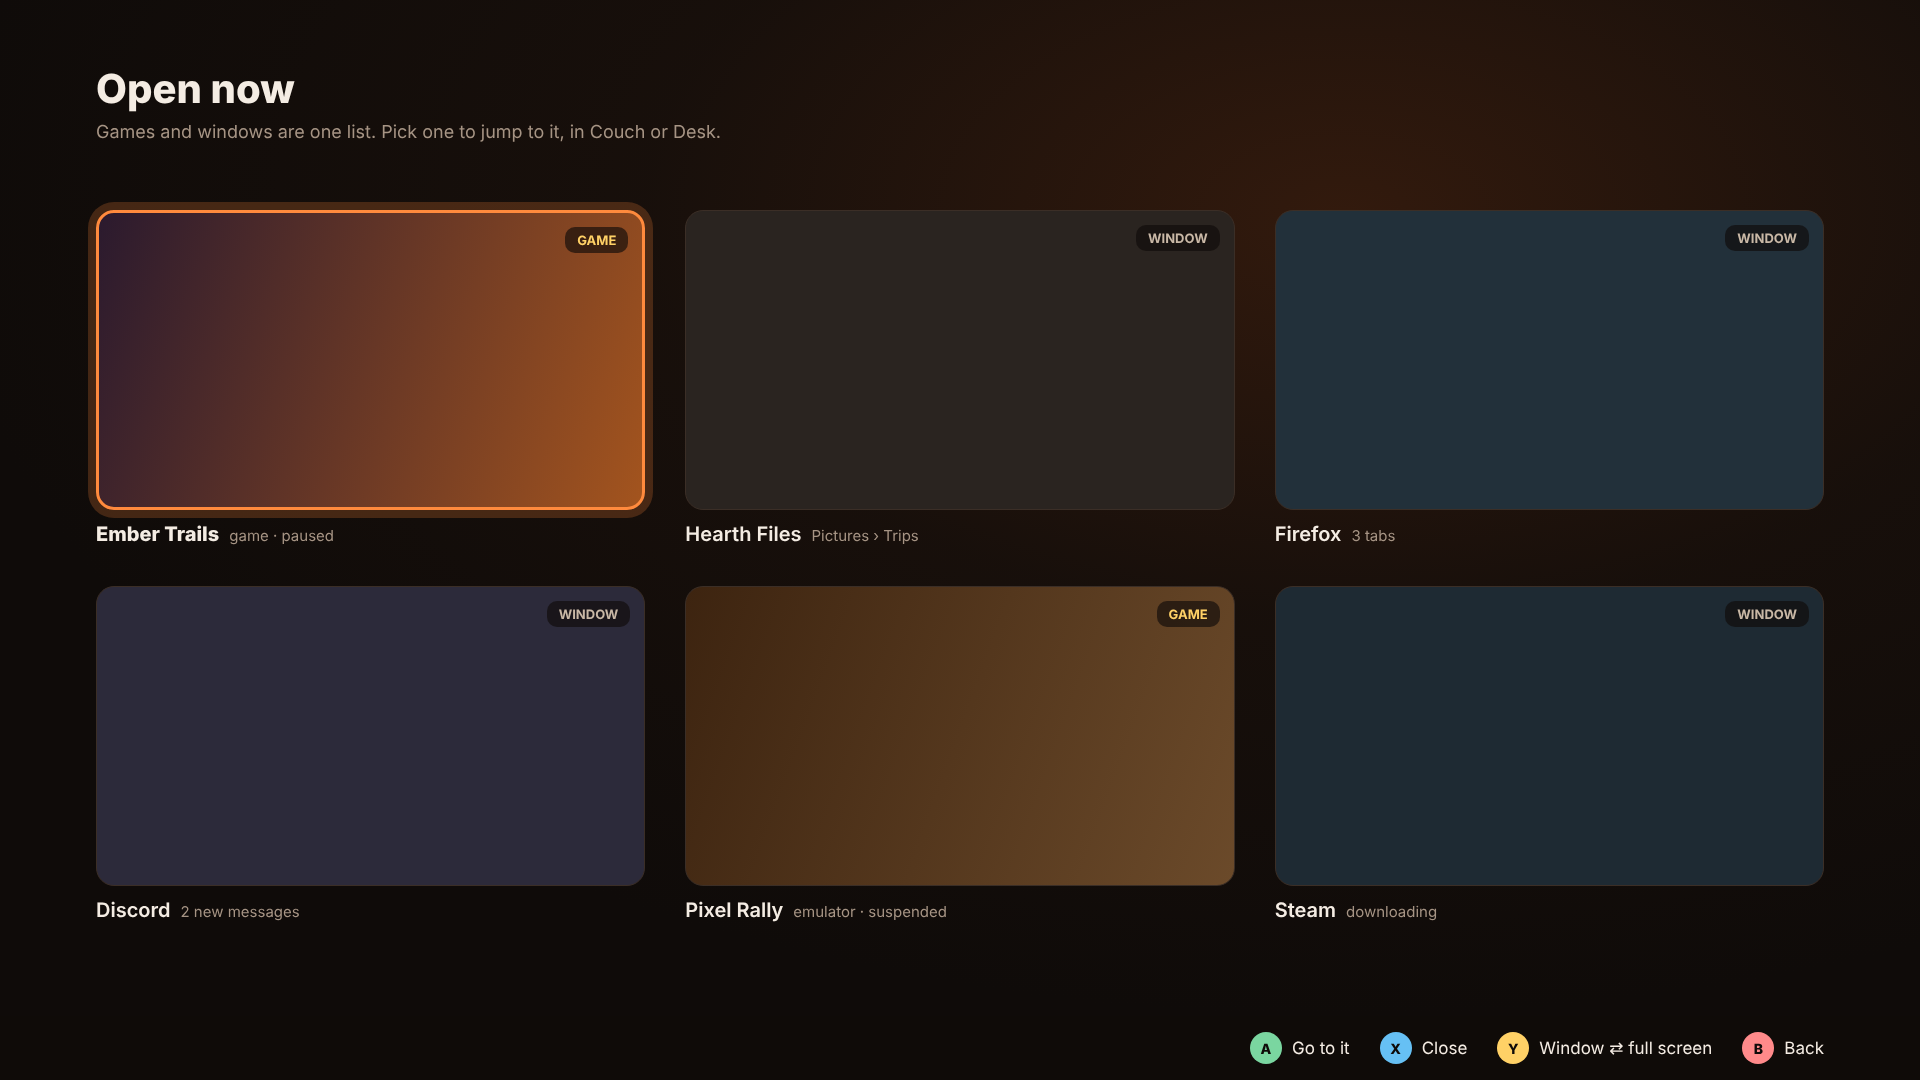 Open now
Games and windows are one list. Pick one to jump to it, in Couch or Desk.
GAME
WINDOW
WINDOW
Ember Trails game · paused
Hearth Files Pictures › Trips
Firefox 3 tabs
WINDOW
GAME
WINDOW
Discord 2 new messages
Pixel Rally emulator · suspended
Steam downloading
A Go to it X Close Y Window ⇄ full screen B Back